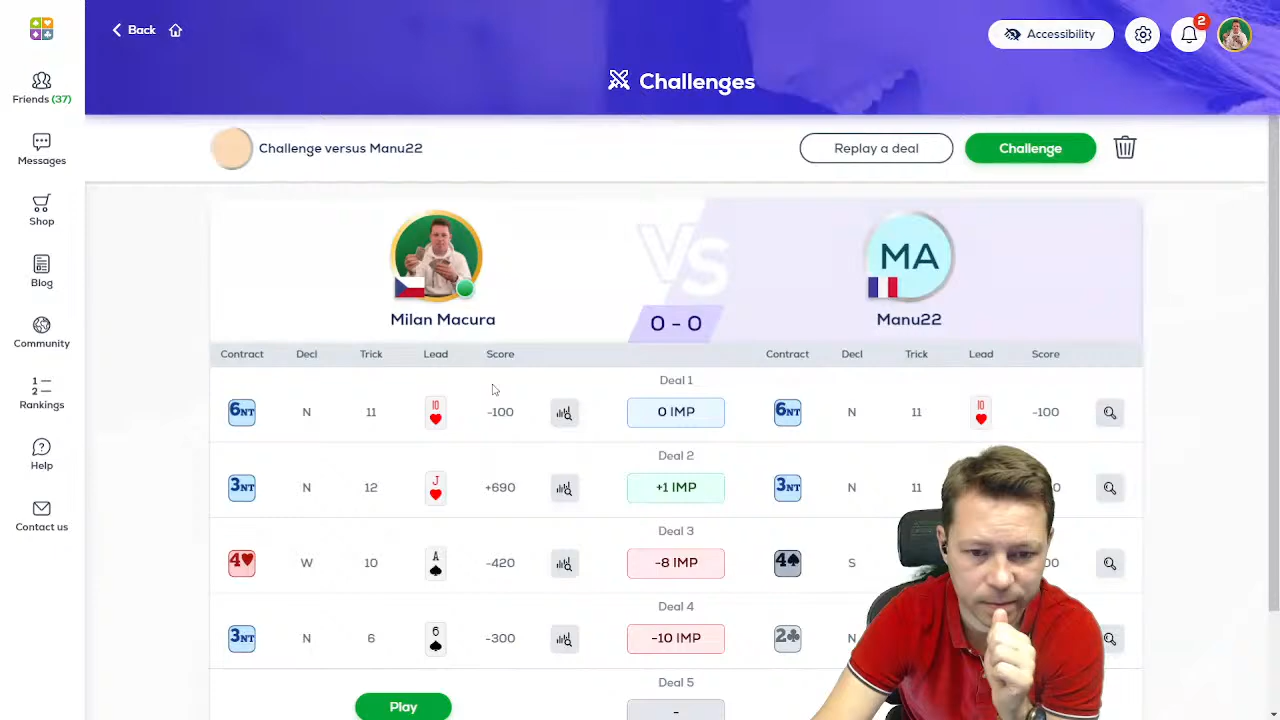 Back
Accessibility
2
Challenges
Friends (37)
Messages
Shop
Blog
Community
1
2
Rankings
Help
Contact us
Challenge versus Manu22
Replay a deal
Challenge
VS
MA
Milan Macura
0 - 0
Manu22
Contract Decl Trick Lead Score
Contract Decl Trick Lead Score
Deal 1
6NT N 11 10 -100 0 IMP 6NT N 11 10 -100
Deal 2
3NT N 12 J +690 +1 IMP 3NT N 11
Deal 3
4♥ W 10 A -420 -8 IMP 4♠ S
Deal 4
3NT N 6 6 -300 -10 IMP 2♣ N
Deal 5
Play
-